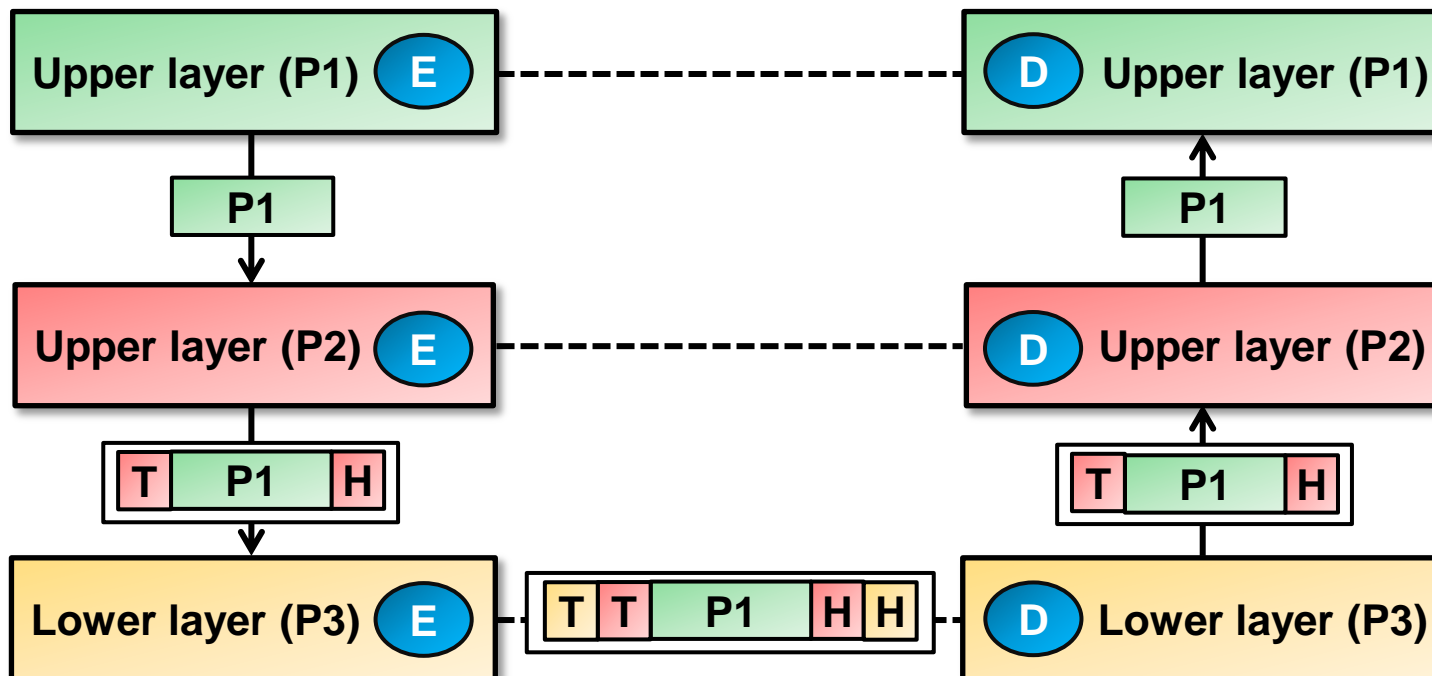 Upper layer (P1) E D Upper layer (P1)
P1 P1
Upper layer (P2) E D Upper layer (P2)
T P1 H T P1 H
Lower layer (P3) E T T P1 H H D Lower layer (P3)